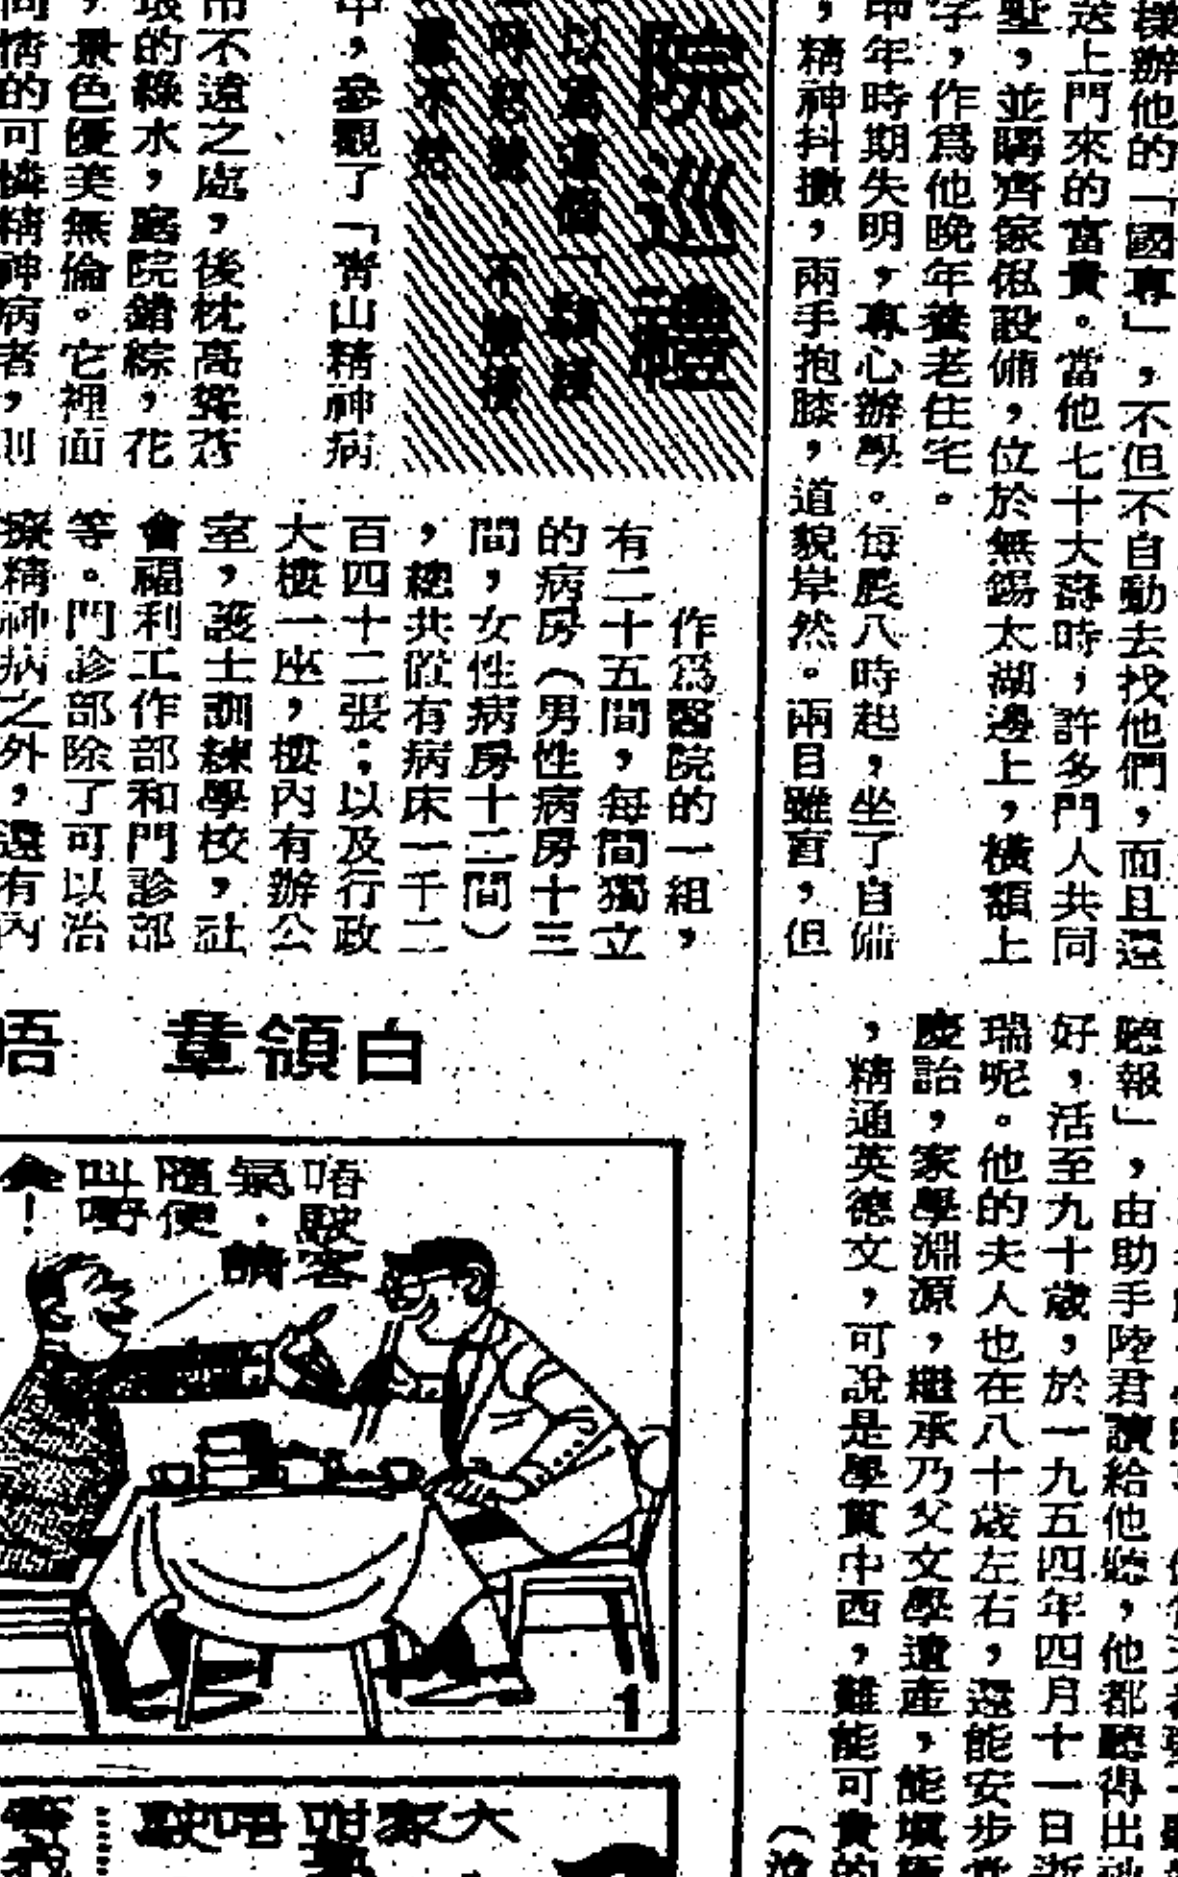 樣辦他的「國專」，不但不自動去找他們，而且還
送上門來的富貴。當他七十大壽時，許多門人共同
墅，並購齊傢俬設備，位於無錫太湖邊上，橫額上
字，作爲他晚年養老住宅。
中年時期失明，專心辦學。每晨八時起，坐了自備
，精神抖擻，兩手抱膝，道貌岸然。兩目雖盲，但
聽報」，由助手陸君讀給他聽，他都聽得出
好，活至九十歲，於一九五四年四月十一日逝
瑞呢。他的夫人也在八十歲左右，還能安步
慶詒，家學淵源，繼承乃父文學遺產，能
，精通英德文，可說是學貫中西，難能可貴的
院巡禮
中，參觀了「青山精神病
不遠之處，後枕高聳
的綠水，庭院錯綜，花
，景色優美無倫。它裡面
同情的可憐精神病者，則
作爲醫院的一組，
有二十五間，每間獨立
的病房（男性病房十三
間，女性病房十二間）
，總共設有病床一千二
百四十二張；以及行政
大樓一座，樓內有辦公
室，護士訓練學校，社
會福利工作部和門診部
等。門診部除了可以治
療精神病之外，還有內
白領章　唔
唔駛客
氣．請
隨便
叫嘢
食！
1
大家
咁
唔駛